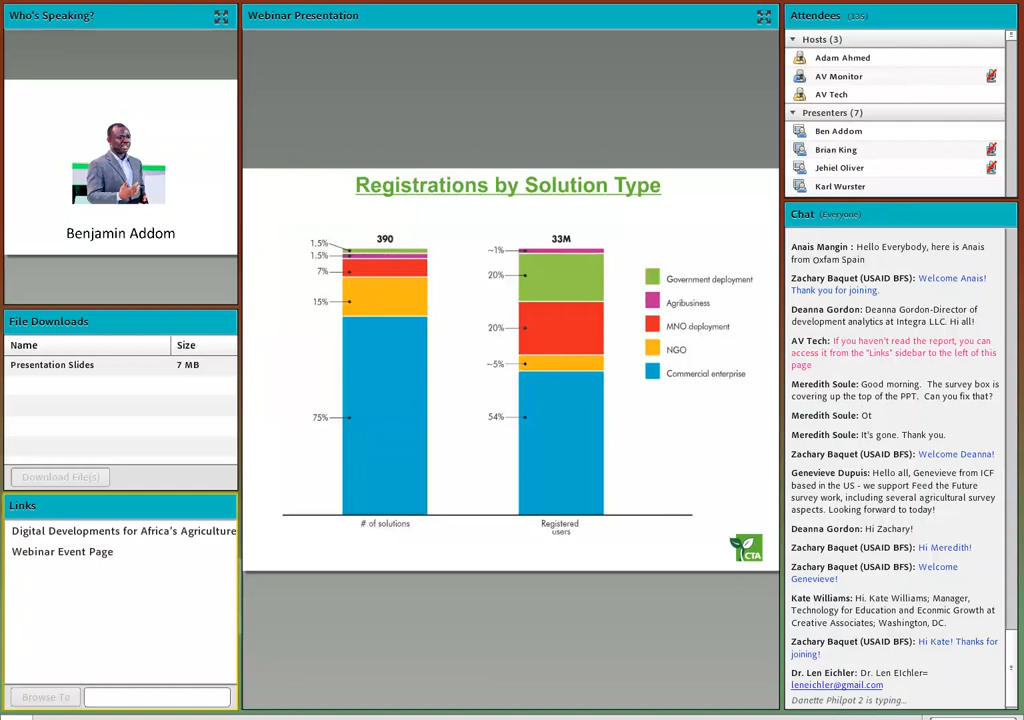 Who's Speaking?
Benjamin Addom
File Downloads
Name Size
Presentation Slides 7 MB
Download File(s)
Links
Digital Developments for Africa's Agriculture
Webinar Event Page
Browse To
Webinar Presentation
Registrations by Solution Type
390
33M
1.5%
1.5%
7%
15%
75%
~1%
20%
20%
~5%
54%
Government deployment
Agribusiness
MNO deployment
NGO
Commercial enterprise
# of solutions
Registered
users
CTA
Attendees (135)
Hosts (3)
Adam Ahmed
AV Monitor
AV Tech
Presenters (7)
Ben Addom
Brian King
Jehiel Oliver
Karl Wurster
Chat (Everyone)
Anais Mangin : Hello Everybody, here is Anais
from Oxfam Spain
Zachary Baquet (USAID BFS): Welcome Anais!
Thank you for joining.
Deanna Gordon: Deanna Gordon-Director of
development analytics at Integra LLC. Hi all!
AV Tech: If you haven't read the report, you can
access it from the "Links" sidebar to the left of this
page
Meredith Soule: Good morning. The survey box is
covering up the top of the PPT. Can you fix that?
Meredith Soule: Ot
Meredith Soule: It's gone. Thank you.
Zachary Baquet (USAID BFS): Welcome Deanna!
Genevieve Dupuis: Hello all, Genevieve from ICF
based in the US - we support Feed the Future
survey work, including several agricultural survey
aspects. Looking forward to today!
Deanna Gordon: Hi Zachary!
Zachary Baquet (USAID BFS): Hi Meredith!
Zachary Baquet (USAID BFS): Welcome
Genevieve!
Kate Williams: Hi. Kate Williams; Manager,
Technology for Education and Econmic Growth at
Creative Associates; Washington, DC.
Zachary Baquet (USAID BFS): Hi Kate! Thanks for
joining!
Dr. Len Eichler: Dr. Len EIchler=
leneichler@gmail.com
Danette Philpot 2 is typing...